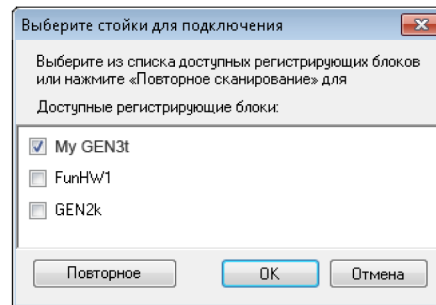 Выберите стойки для подключения
Выберите из списка доступных регистрирующих блоков
или нажмите «Повторное сканирование» для
Доступные регистрирующие блоки:
My GEN3t
FunHW1
GEN2k
Повторное OK Отмена